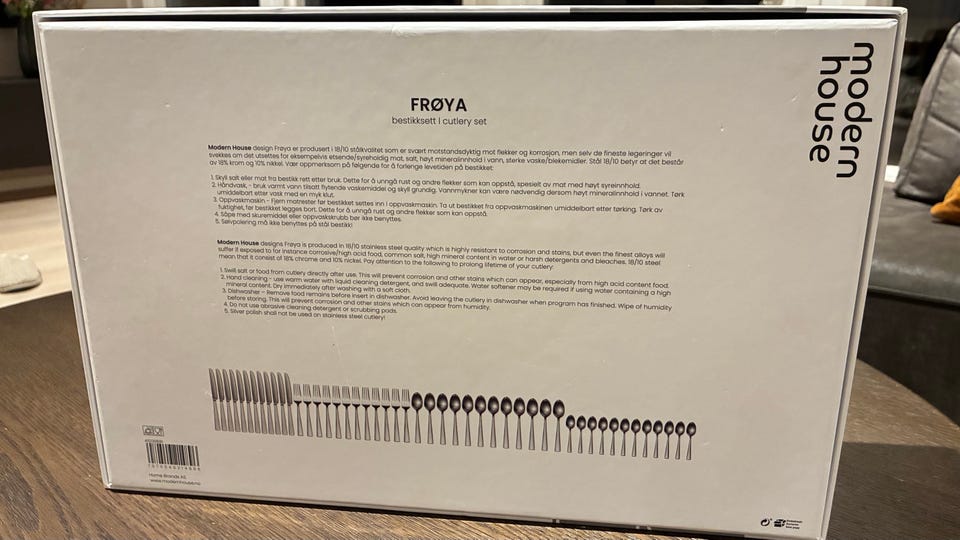 modern
house
FRØYA
bestikksett | cutlery set
Modern House design Frøya er produsert i 18/10 stålkvalitet som er svært motstandsdyktig mot flekker og korrosjon, men selv de fineste legeringer vil
svekkes om det utsettes for eksempelvis etsende/syreholdig mat, salt, høyt mineralinnhold i vann, sterke vaske/blekemidler. Stål 18/10 betyr at det består
av 18% krom og 10% nikkel. Vær oppmerksom på følgende for å forlenge levetiden på bestikket:
1. Skyll salt eller mat fra bestikk rett etter bruk. Dette for å unngå rust og andre flekker som kan oppstå, spesielt av mat med høyt syreinnhold.
2. Håndvask, - bruk varmt vann tilsatt flytende vaskemiddel og skyll grundig. Vannmykner kan være nødvendig dersom høyt mineralinnhold i vannet. Tørk
umiddelbart etter vask med en myk klut.
3. Oppvaskmaskin - Fjern matrester før bestikket settes inn i oppvaskmaskin. Ta ut bestikket fra oppvaskmaskinen umiddelbart etter tørking. Tørk av
fuktighet, før bestikket legges bort. Dette for å unngå rust og andre flekker som kan oppstå.
4. Såpe med skuremiddel eller oppvaskskrubb bør ikke benyttes.
5. Sølvpolering må ikke benyttes på stål bestikk!
Modern House designs Frøya is produced in 18/10 stainless steel quality which is highly resistant to corrosion and stains, but even the finest alloys will
suffer if exposed to for instance corrosive/high acid food, common salt, high mineral content in water or harsh detergents and bleaches. 18/10 steel
mean that it consist of 18% chrome and 10% nickel. Pay attention to the following to prolong lifetime of your cutlery:
1. Swill salt or food from cutlery directly after use. This will prevent corrosion and other stains which can appear, especially from high acid content food.
2. Hand cleaning - use warm water with liquid cleaning detergent, and swill adequate. Water softener may be required if using water containing a high
mineral content. Dry immediately after washing with a soft cloth.
3. Dishwasher – Remove food remains before insert in dishwasher. Avoid leaving the cutlery in dishwasher when program has finished. Wipe of humidity
before storing. This will prevent corrosion and other stains which can appear from humidity.
4. Do not use abrasive cleaning detergent or scrubbing pads.
5. Silver polish shall not be used on stainless steel cutlery!
Home Brands AS
www.modernhouse.no